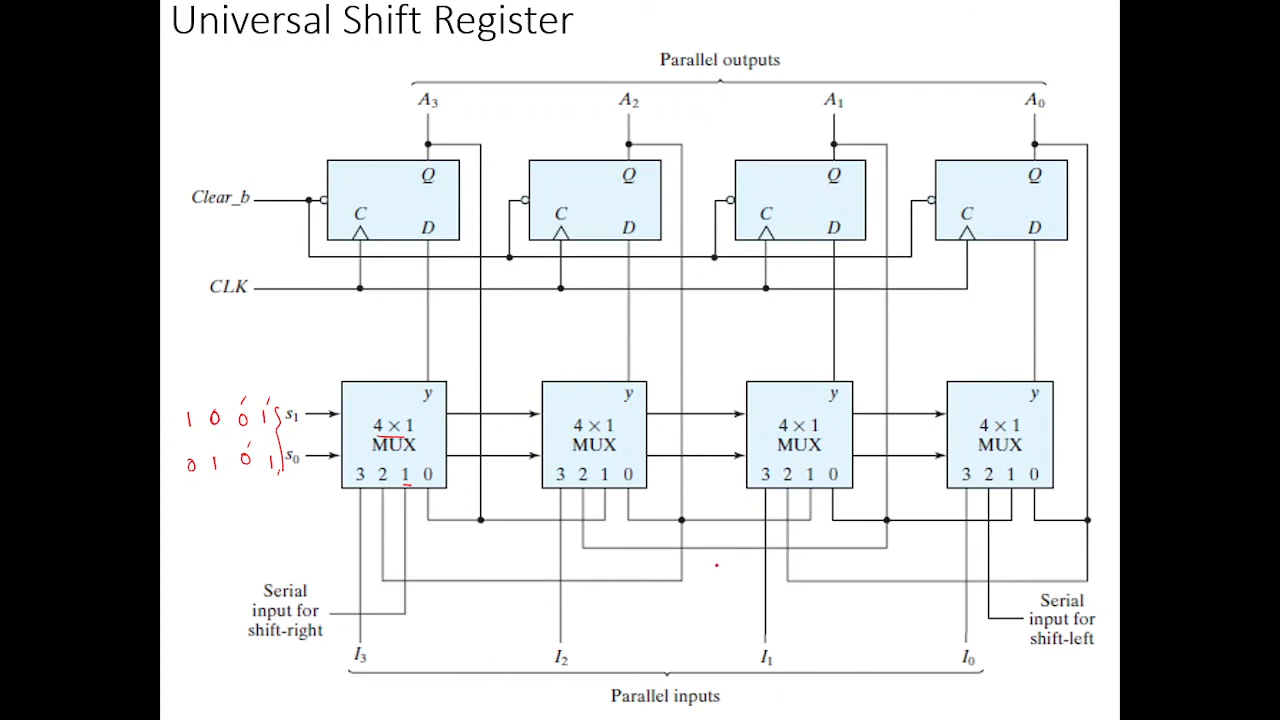 Universal Shift Register
Parallel outputs
A3 A2 A1 A0
Q Q Q Q
Clear_b
C C C C
D D D D
CLK
y y y y
1 0 0 1 s1
4 × 1 4 × 1 4 × 1 4 × 1
MUX MUX MUX MUX
0 1 0 1 s0
3 2 1 0 3 2 1 0 3 2 1 0 3 2 1 0
Serial
input for
shift-right
Serial
input for
shift-left
I3 I2 I1 I0
Parallel inputs